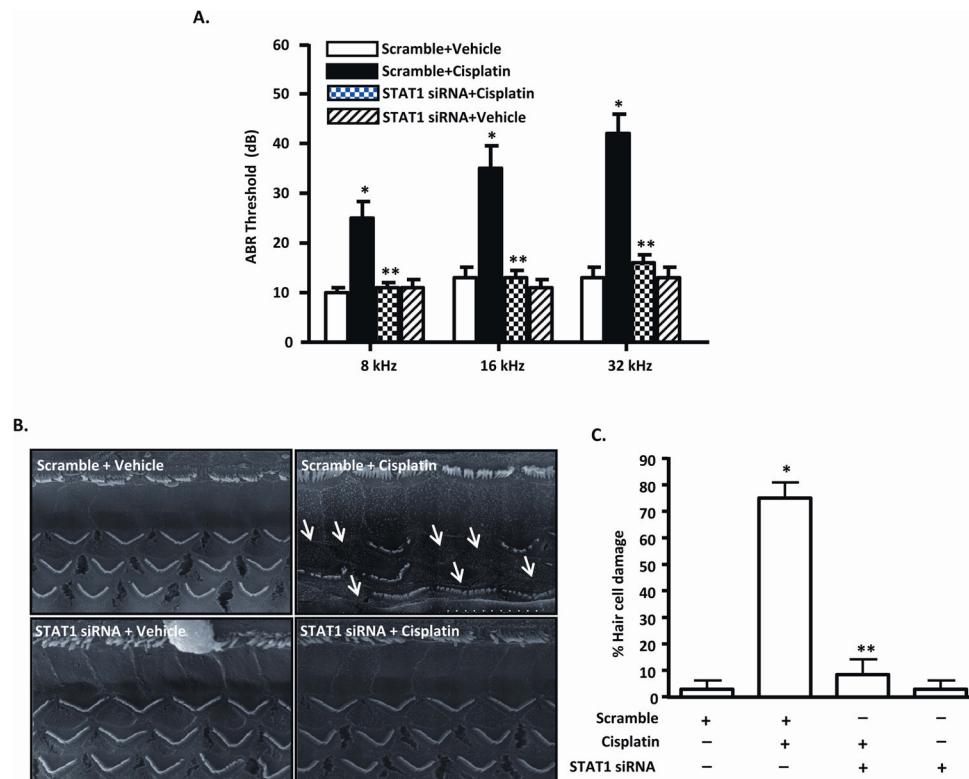 A.
60
50
40
30
20
10
0
ABR Threshold (dB)
Scramble+Vehicle
Scramble+Cisplatin
STAT1 siRNA+Cisplatin
STAT1 siRNA+Vehicle
*
**
*
**
*
**
8 kHz
16 kHz
32 kHz
B.
Scramble + Vehicle
Scramble + Cisplatin
STAT1 siRNA + Vehicle
STAT1 siRNA + Cisplatin
C.
90
80
70
60
50
40
30
20
10
0
% Hair cell damage
*
**
Scramble + + – –
Cisplatin – + + –
STAT1 siRNA – – + +